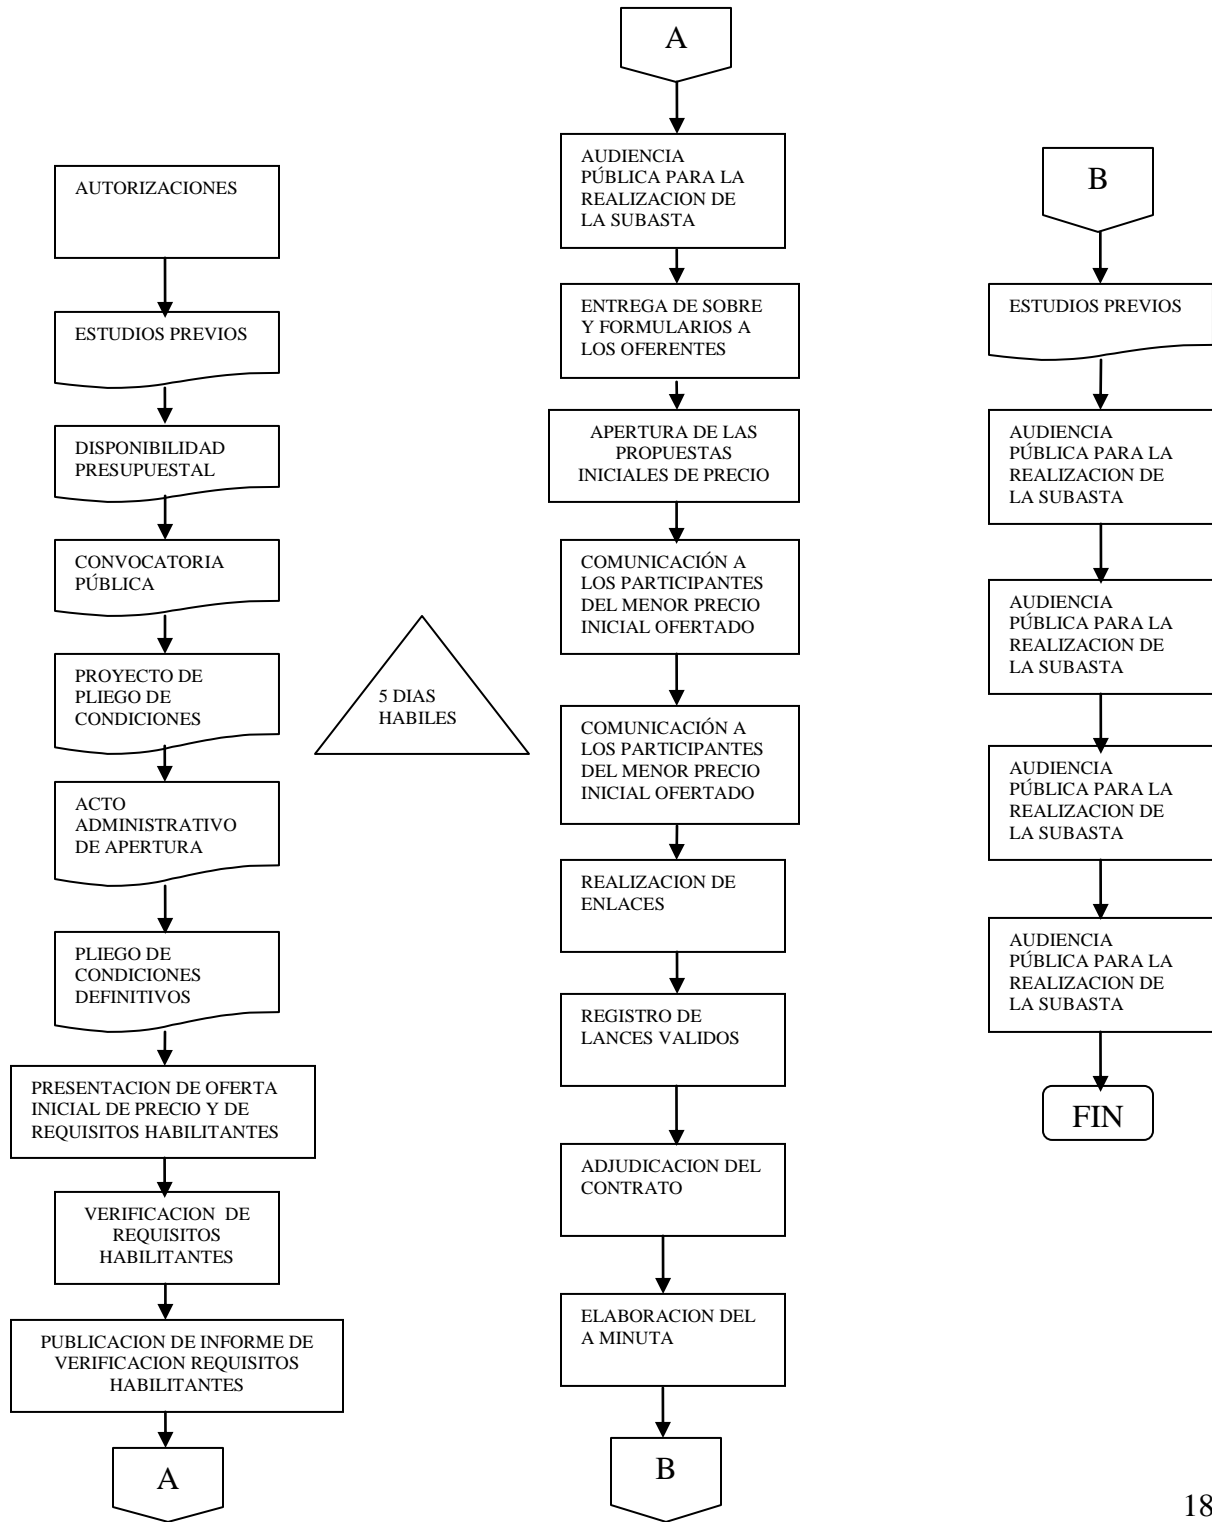 AUTORIZACIONES
ESTUDIOS PREVIOS
DISPONIBILIDAD
PRESUPUESTAL
CONVOCATORIA
PÚBLICA
PROYECTO DE
PLIEGO DE
CONDICIONES
ACTO
ADMINISTRATIVO
DE APERTURA
PLIEGO DE
CONDICIONES
DEFINITIVOS
PRESENTACION DE OFERTA
INICIAL DE PRECIO Y DE
REQUISITOS HABILITANTES
VERIFICACION DE
REQUISITOS
HABILITANTES
PUBLICACION DE INFORME DE
VERIFICACION REQUISITOS
HABILITANTES
A
5 DIAS
HABILES
A
AUDIENCIA
PÚBLICA PARA LA
REALIZACION DE
LA SUBASTA
ENTREGA DE SOBRE
Y FORMULARIOS A
LOS OFERENTES
APERTURA DE LAS
PROPUESTAS
INICIALES DE PRECIO
COMUNICACIÓN A
LOS PARTICIPANTES
DEL MENOR PRECIO
INICIAL OFERTADO
COMUNICACIÓN A
LOS PARTICIPANTES
DEL MENOR PRECIO
INICIAL OFERTADO
REALIZACION DE
ENLACES
REGISTRO DE
LANCES VALIDOS
ADJUDICACION DEL
CONTRATO
ELABORACION DEL
A MINUTA
B
B
ESTUDIOS PREVIOS
AUDIENCIA
PÚBLICA PARA LA
REALIZACION DE
LA SUBASTA
AUDIENCIA
PÚBLICA PARA LA
REALIZACION DE
LA SUBASTA
AUDIENCIA
PÚBLICA PARA LA
REALIZACION DE
LA SUBASTA
AUDIENCIA
PÚBLICA PARA LA
REALIZACION DE
LA SUBASTA
FIN
18